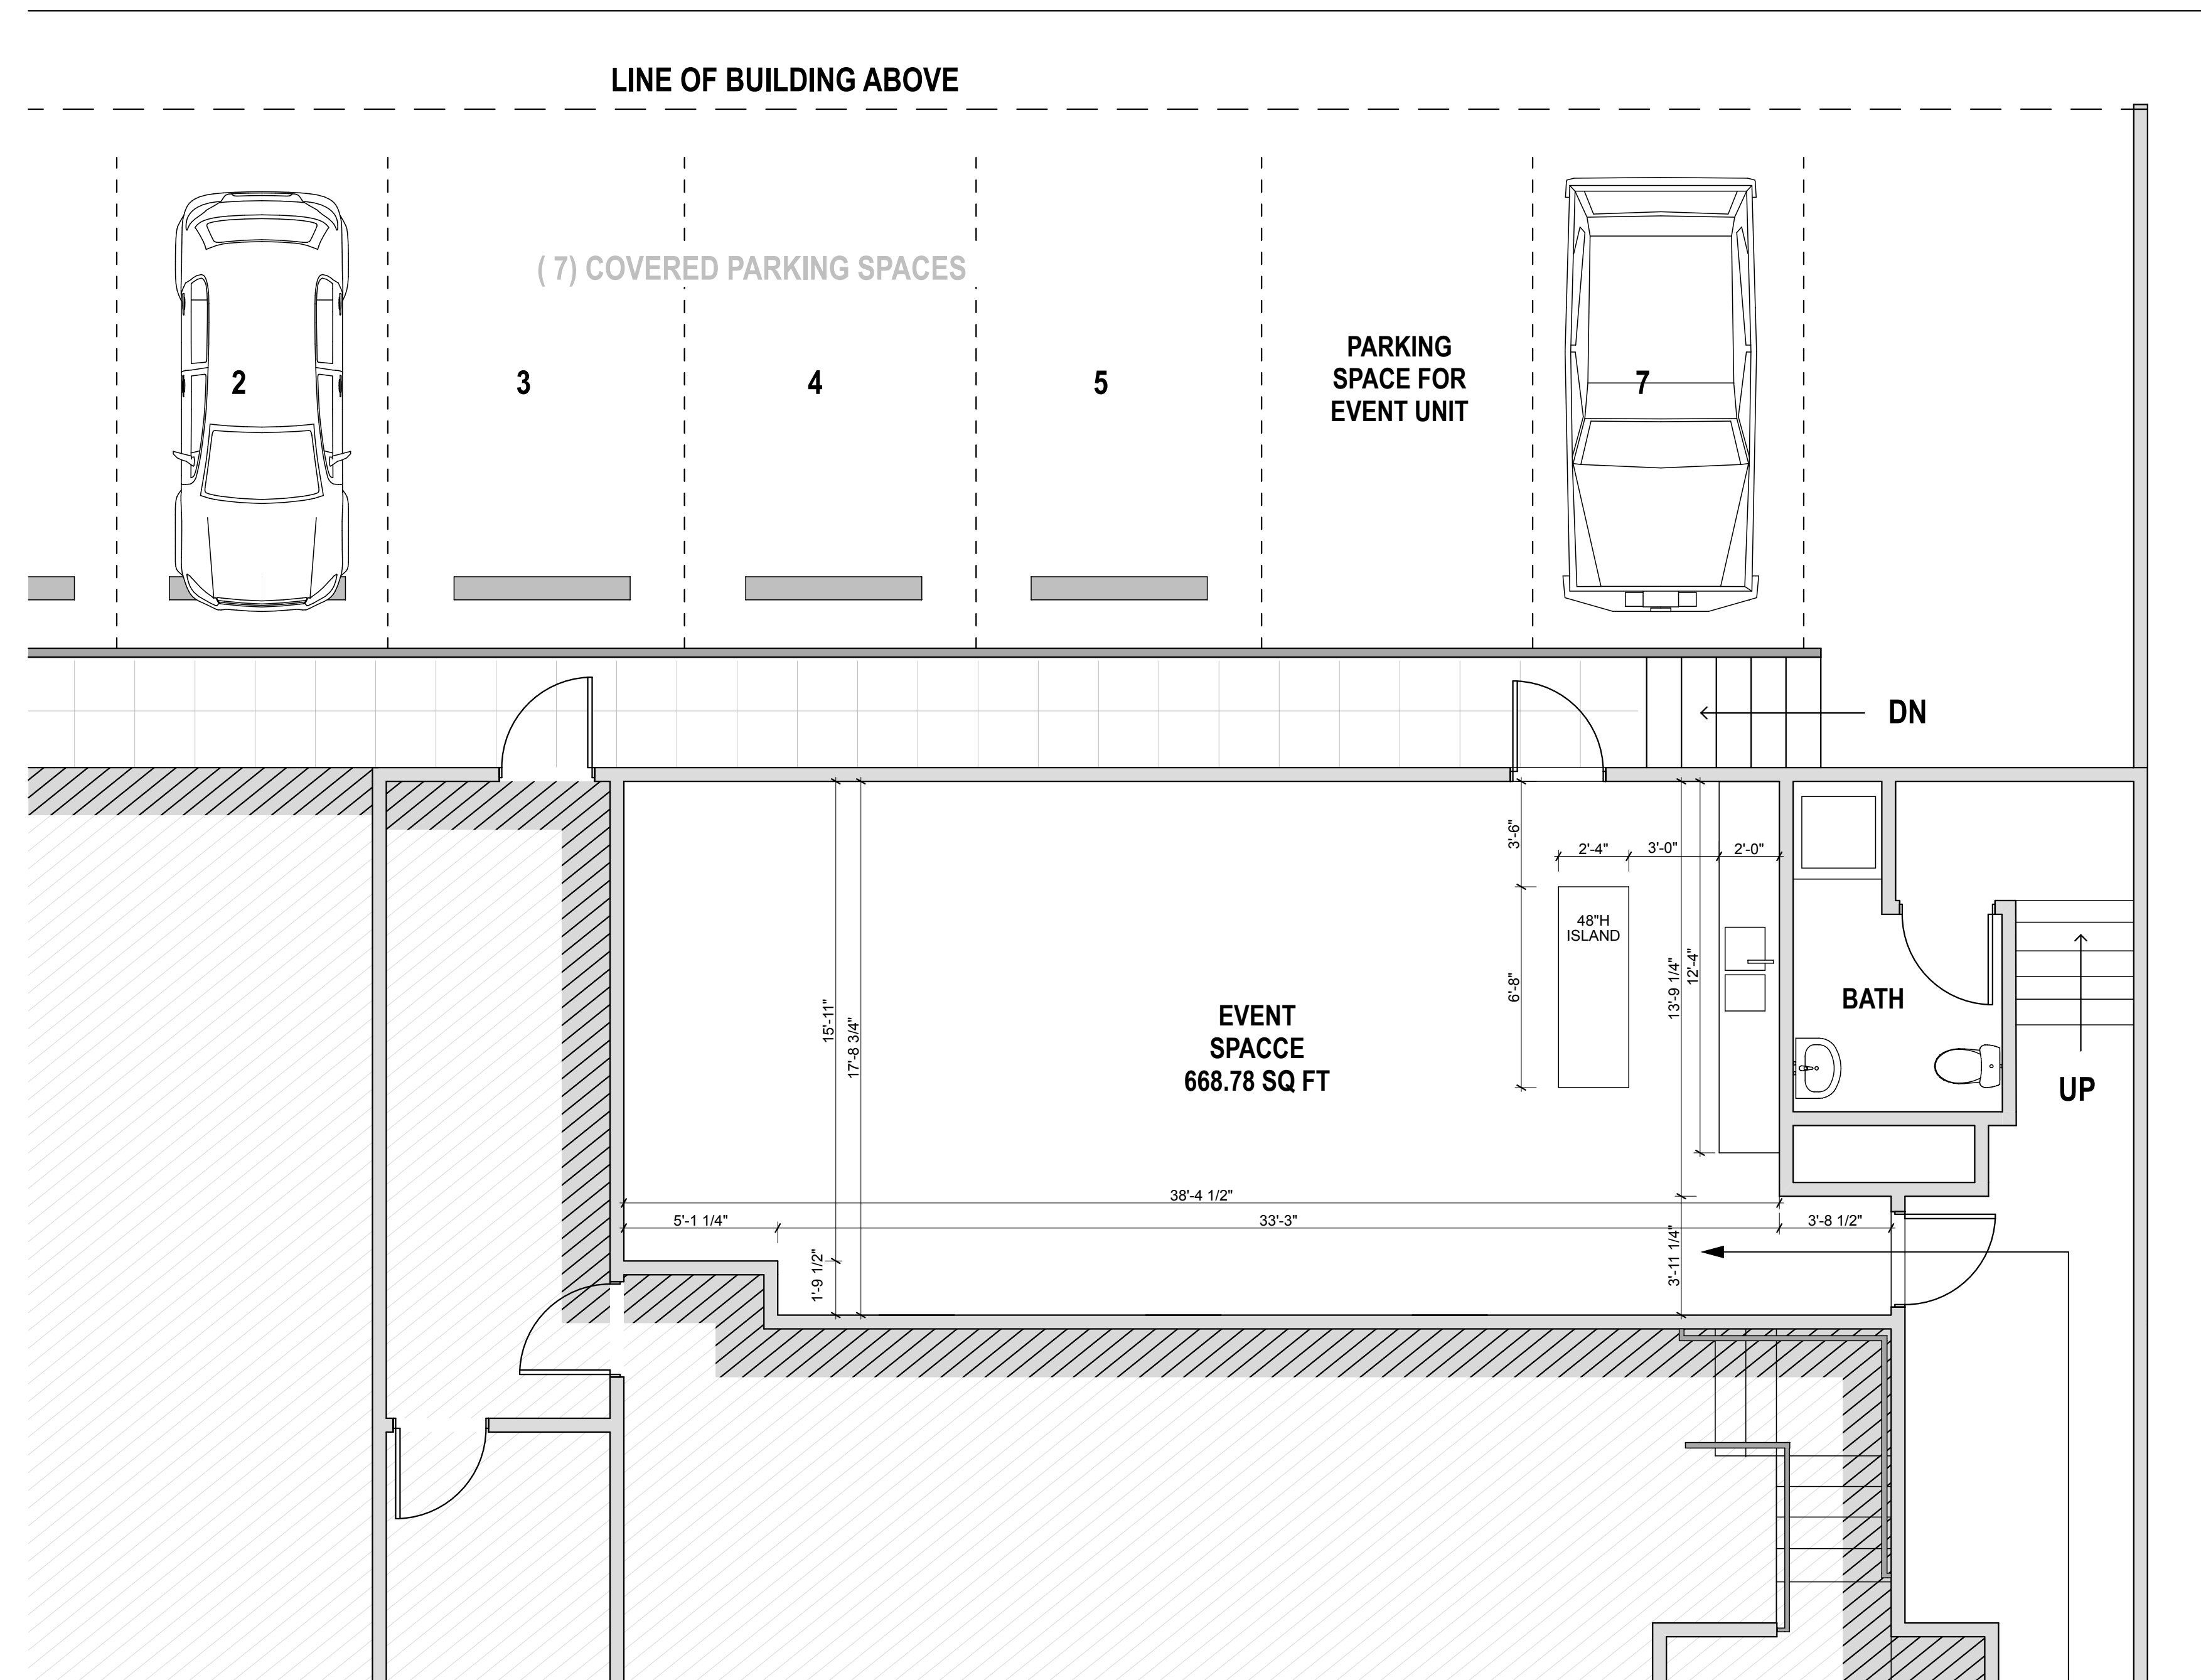 LINE OF BUILDING ABOVE
( 7) COVERED PARKING SPACES
2
3
4
5
PARKING
SPACE FOR
EVENT UNIT
7
DN
3'-6"
2'-4"
3'-0"
2'-0"
48"H
ISLAND
6'-8"
13'-9 1/4"
12'-4"
15'-11"
17'-8 3/4"
EVENT
SPACCE
668.78 SQ FT
BATH
UP
38'-4 1/2"
5'-1 1/4"
33'-3"
3'-8 1/2"
1'-9 1/2"
3'-11 1/4"